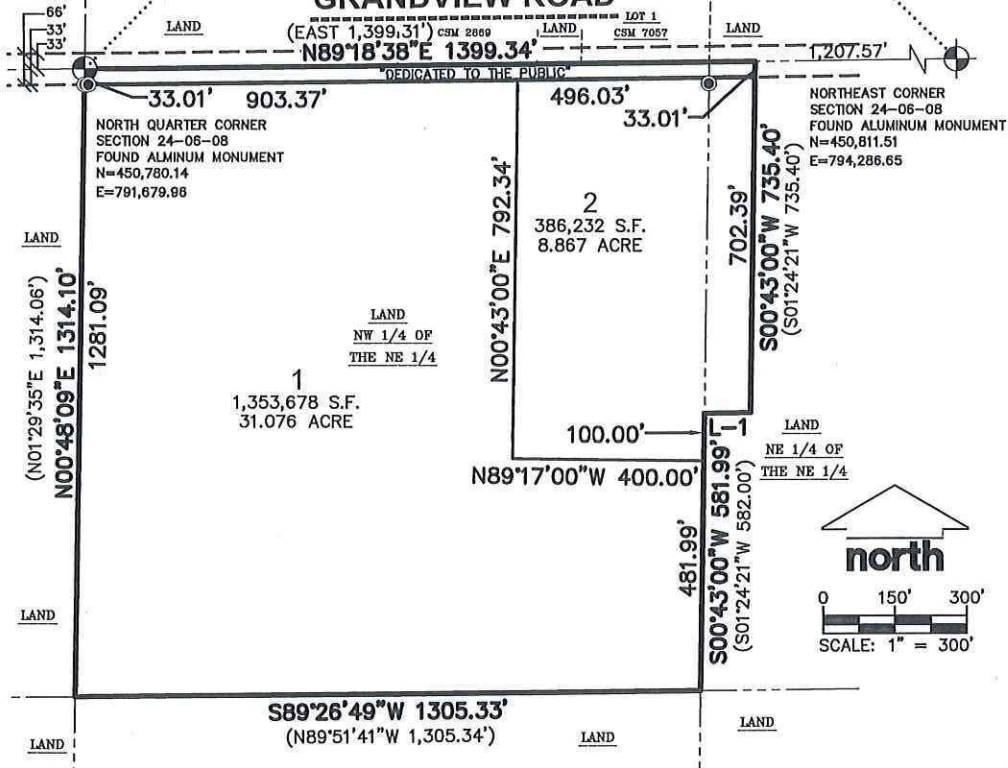 GRANDVIEW ROAD
66'
33'
33'
LAND
(EAST 1,399.31')
CSM 2869
LAND
LOT 1
CSM 7057
LAND
N89°18'38"E 1399.34'
1,207.57'
"DEDICATED TO THE PUBLIC"
33.01'
903.37'
496.03'
33.01'
NORTH QUARTER CORNER
SECTION 24-06-08
FOUND ALMINUM MONUMENT
N=450,780.14
E=791,679.96
NORTHEAST CORNER
SECTION 24-06-08
FOUND ALUMINUM MONUMENT
N=450,811.51
E=794,286.65
LAND
(N01°29'35"E 1,314.06')
N00°48'09"E 1314.10'
1281.09'
N00°43'00"E 792.34'
2
386,232 S.F.
8.867 ACRE
702.39'
S00°43'00"W 735.40'
(S01°24'21"W 735.40')
LAND
NW 1/4 OF
THE NE 1/4
1
1,353,678 S.F.
31.076 ACRE
100.00'
L-1
LAND
NE 1/4 OF
THE NE 1/4
N89°17'00"W 400.00'
481.99'
S00°43'00"W 581.99'
(S01°24'21"W 582.00')
north
0 150' 300'
SCALE: 1" = 300'
LAND
S89°26'49"W 1305.33'
(N89°51'41"W 1,305.34')
LAND
LAND
LAND